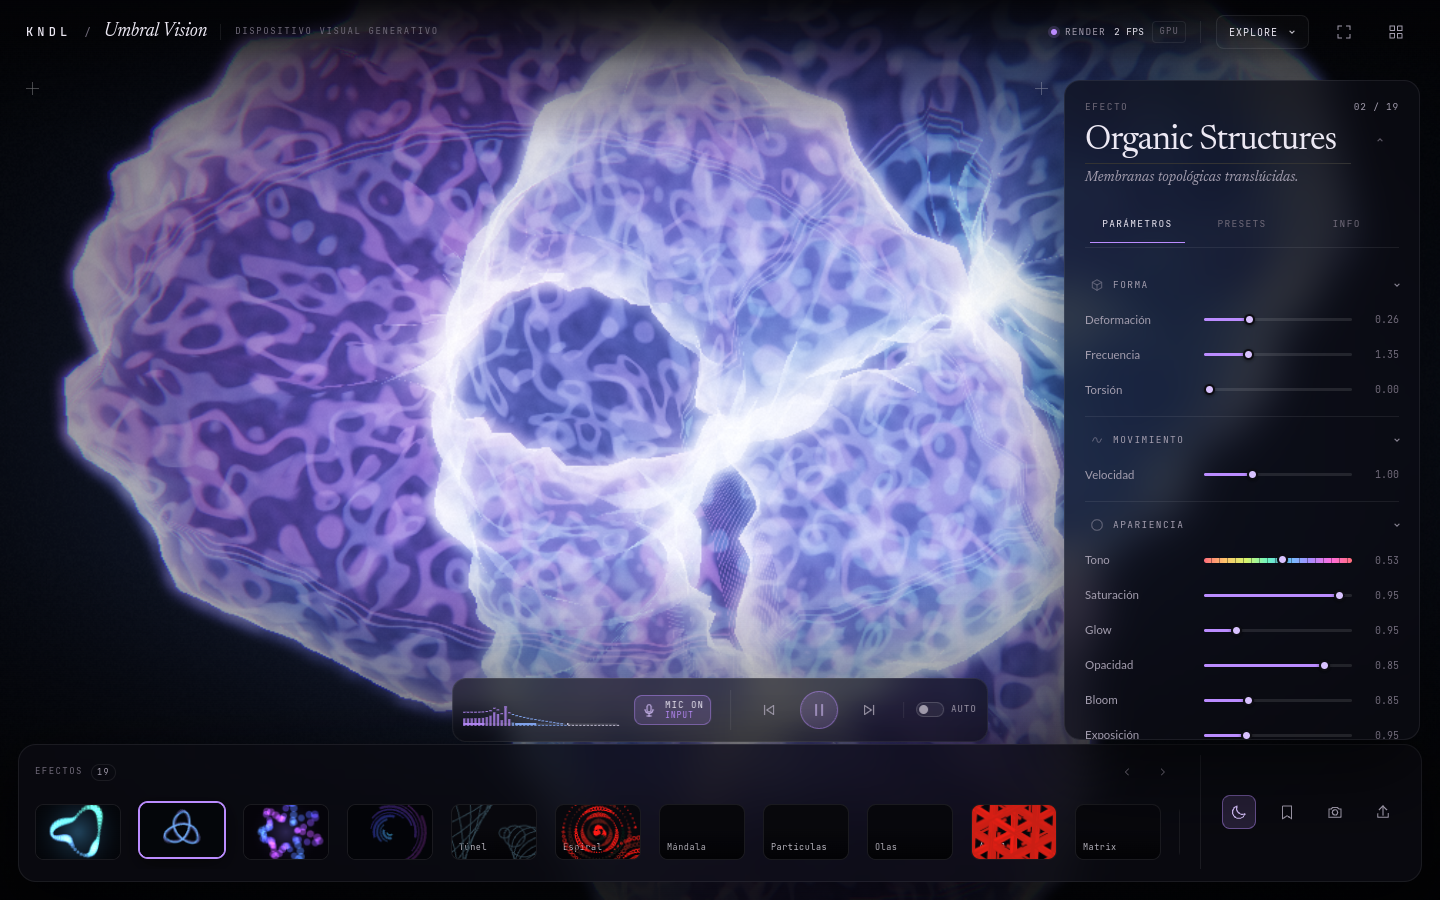 KNDL / Umbral Vision DISPOSITIVO VISUAL GENERATIVO
RENDER 2 FPS GPU EXPLORE
EFECTO 02 / 19
Organic Structures
Membranas topológicas translúcidas.
PARÁMETROS PRESETS INFO
FORMA
Deformación 0.26
Frecuencia 1.35
Torsión 0.00
MOVIMIENTO
Velocidad 1.00
APARIENCIA
Tono 0.53
Saturación 0.95
Glow 0.95
Opacidad 0.85
Bloom 0.85
Exposición 0.95
MIC ON
INPUT
AUTO
EFECTOS 19
Túnel Espiral Mándala Partículas Olas Matrix